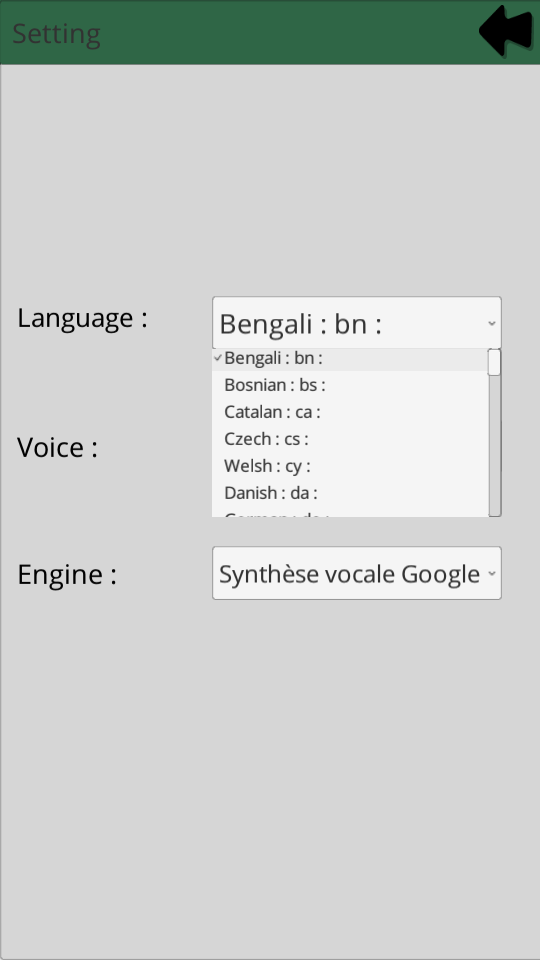 Setting
Language :
Bengali : bn :
Bengali : bn :
Bosnian : bs :
Catalan : ca :
Czech : cs :
Welsh : cy :
Danish : da :
Voice :
Engine :
Synthèse vocale Google